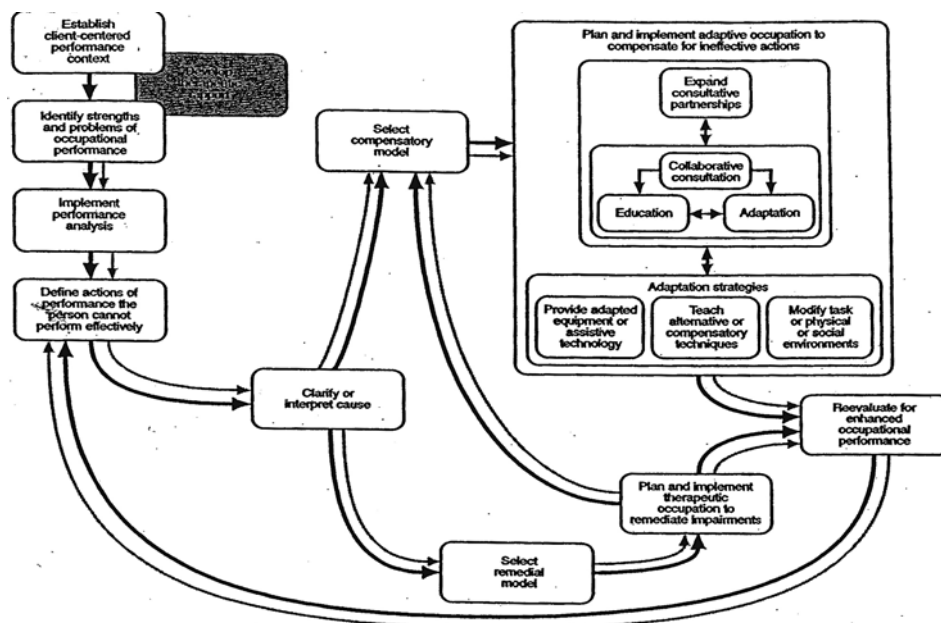 Establish
client-centered
performance
context
Develop
therapeutic
Identify strengths
and problems of
occupational
performance
Implement
performance
analysis
Define actions of
performance the
person cannot
perform effectively
Clarify or
interpret cause
Select
compensatory
model
Select
remedial
model
Plan and implement
therapeutic
occupation to
remediate impairments
Plan and implement adaptive occupation to
compensate for ineffective actions
Expand
consultative
partnerships
Collaborative
consultation
Education
Adaptation
Adaptation strategies
Provide adapted
equipment or
assistive
technology
Teach
alternative or
compensatory
techniques
Modify task
or physical
or social
environments
Reevaluate for
enhanced
occupational
performance